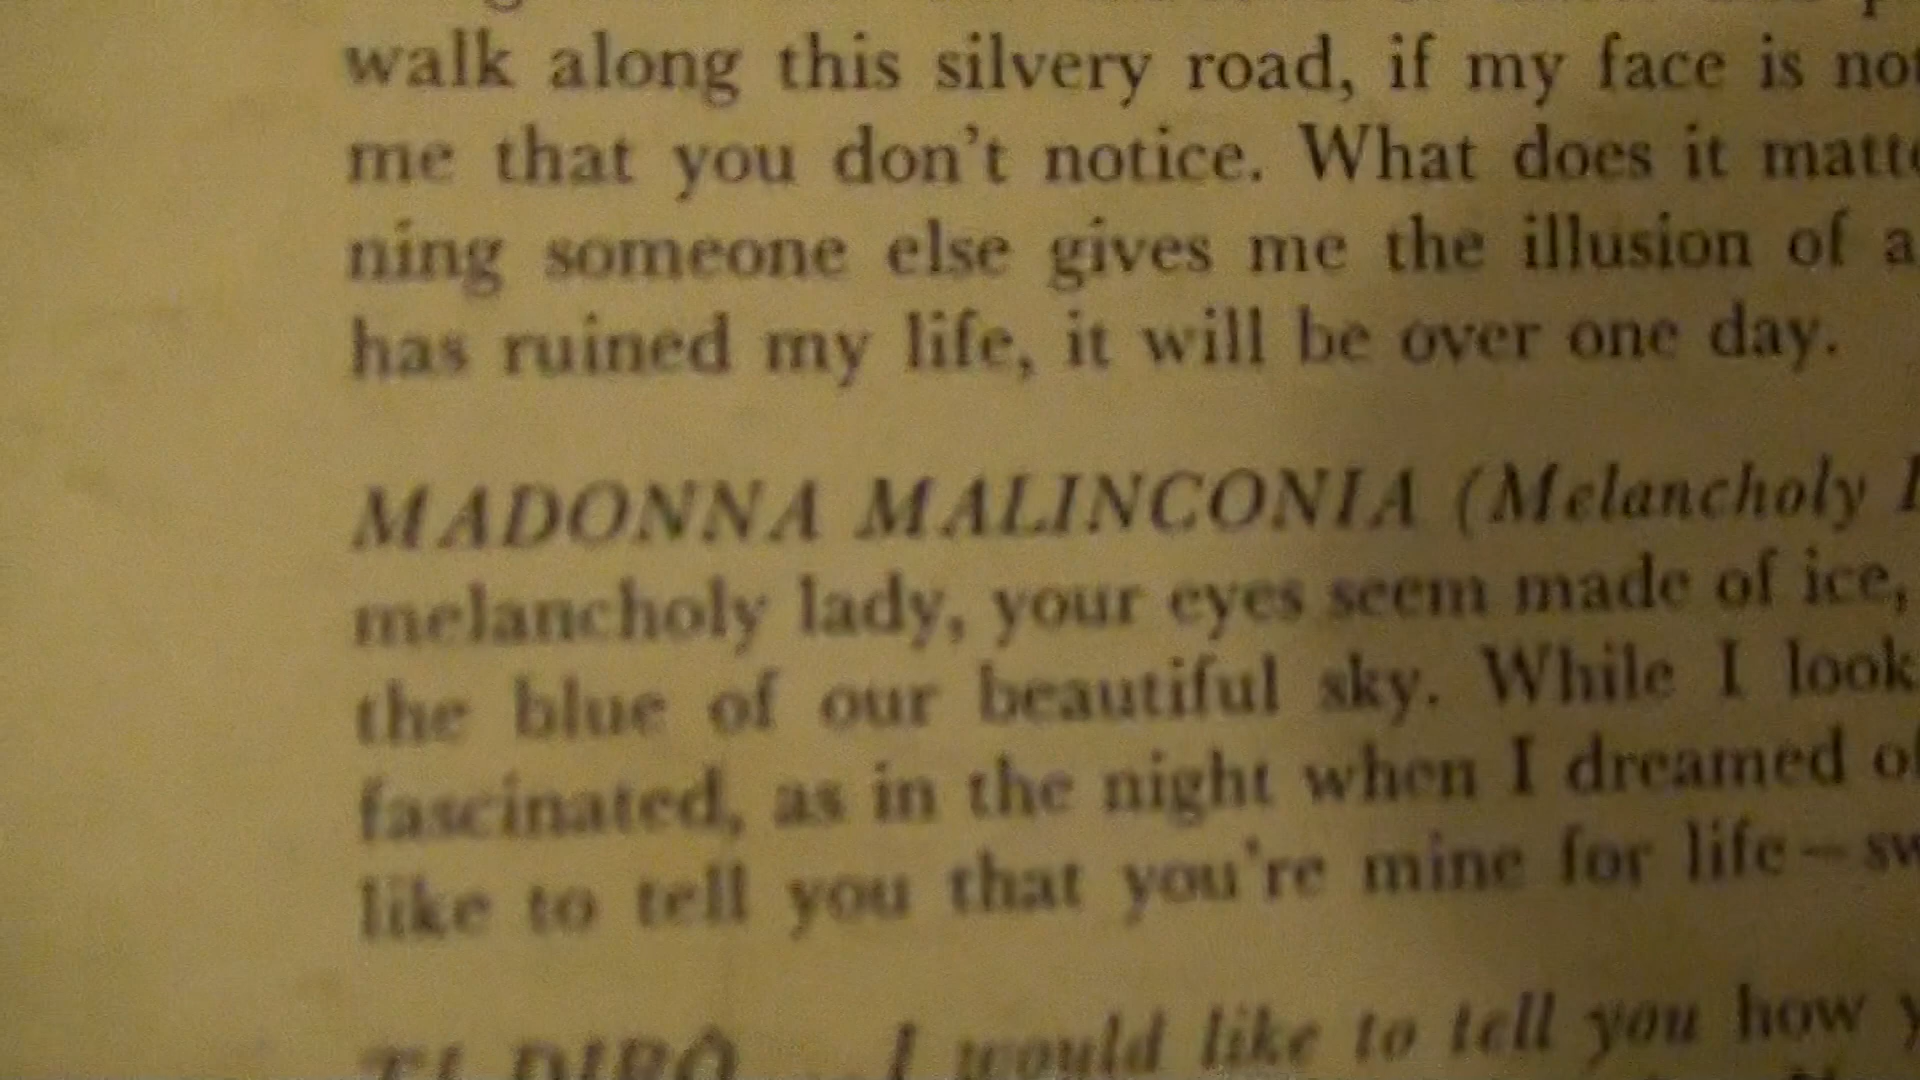 walk along this silvery road, if my face is not
me that you don't notice. What does it
ning someone else gives me the illusion of a
has ruined my life, it will be over one day.
MADONNA MALINCONIA (Melancholy
melancholy lady, your eyes seem made of ice,
the blue of our beautiful sky. While I look
fascinated, as in the night when I dreamed
like to tell you that you're mine for life—
TI DIRÒ ... I would like to tell you how